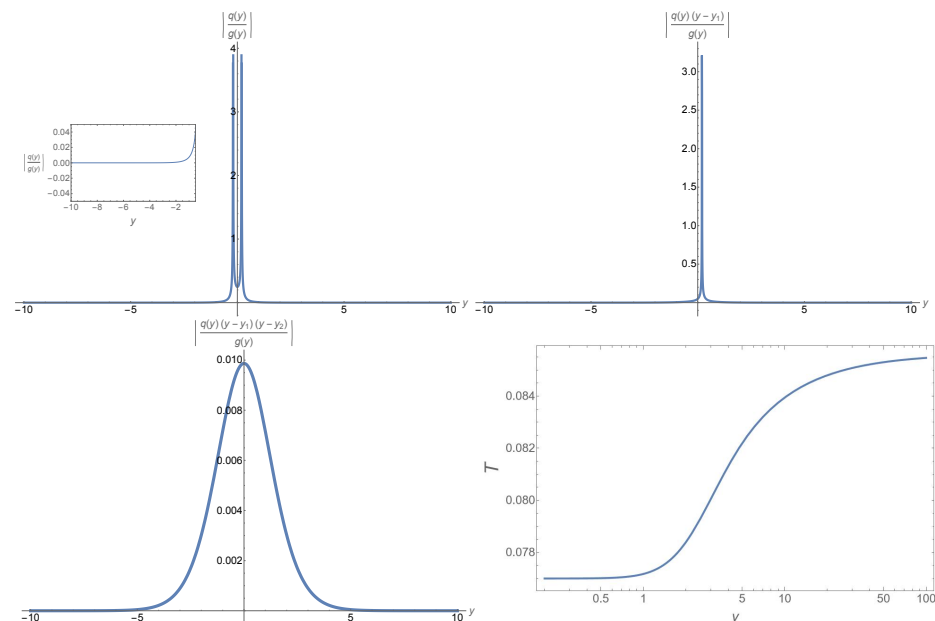 | q(y) / g(y) |
4
3
2
1
−10 −5 0 5 10 y
0.04
0.02
0.00
−0.02
−0.04
| q(y) / g(y) |
−10 −8 −6 −4 −2
y
| q(y) (y − y₁) / g(y) |
3.0
2.5
2.0
1.5
1.0
0.5
−10 −5 0 5 10 y
| q(y) (y − y₁) (y − y₂) / g(y) |
0.010
0.008
0.006
0.004
0.002
−10 −5 0 5 10 y
0.084
0.082
0.080
0.078
T
0.5 1 5 10 50 100
v